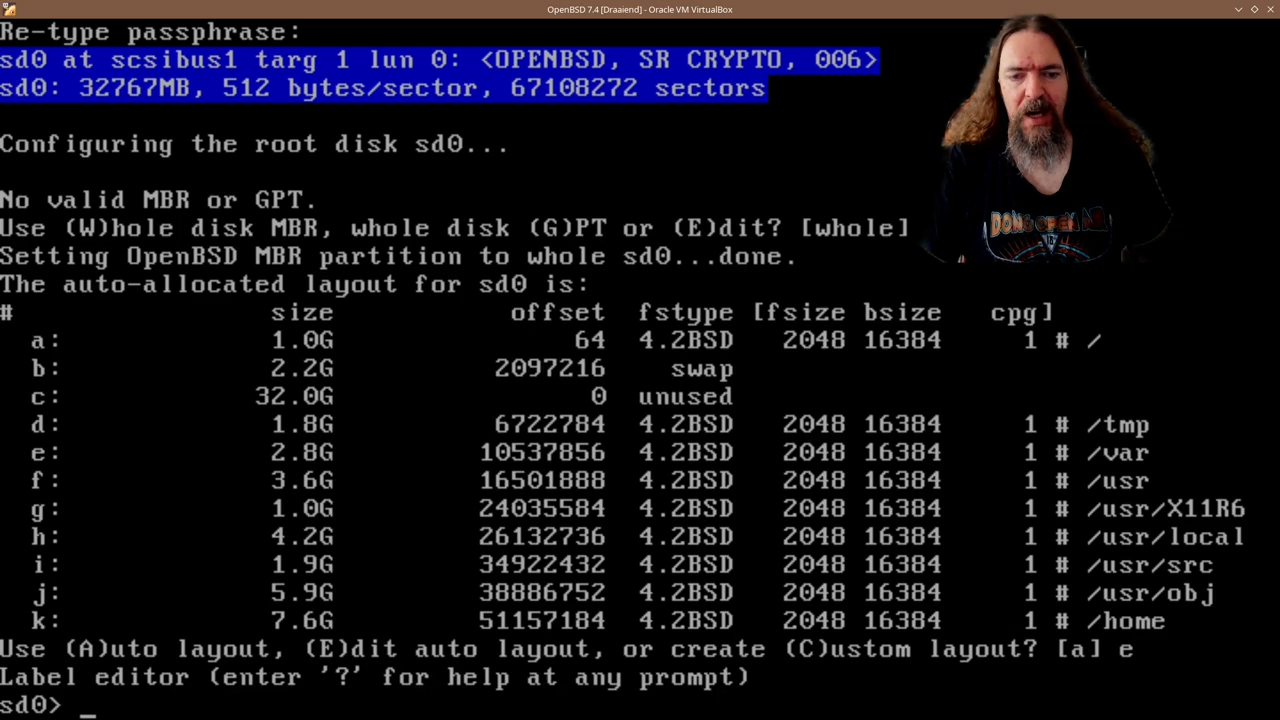 OpenBSD 7.4 [Draaiend] - Oracle VM VirtualBox
Re-type passphrase:
sd0 at scsibus1 targ 1 lun 0: <OPENBSD, SR CRYPTO, 006>
sd0: 32767MB, 512 bytes/sector, 67108272 sectors
Configuring the root disk sd0...
No valid MBR or GPT.
Use (W)hole disk MBR, whole disk (G)PT or (E)dit? [whole]
Setting OpenBSD MBR partition to whole sd0...done.
The auto-allocated layout for sd0 is:
# size offset fstype [fsize bsize cpg]
a: 1.0G 64 4.2BSD 2048 16384 1 # /
b: 2.2G 2097216 swap
c: 32.0G 0 unused
d: 1.8G 6722784 4.2BSD 2048 16384 1 # /tmp
e: 2.8G 10537856 4.2BSD 2048 16384 1 # /var
f: 3.6G 16501888 4.2BSD 2048 16384 1 # /usr
g: 1.0G 24035584 4.2BSD 2048 16384 1 # /usr/X11R6
h: 4.2G 26132736 4.2BSD 2048 16384 1 # /usr/local
i: 1.9G 34922432 4.2BSD 2048 16384 1 # /usr/src
j: 5.9G 38886752 4.2BSD 2048 16384 1 # /usr/obj
k: 7.6G 51157184 4.2BSD 2048 16384 1 # /home
Use (A)uto layout, (E)dit auto layout, or create (C)ustom layout? [a] e
Label editor (enter '?' for help at any prompt)
sd0> _
DONG OPEN AIR